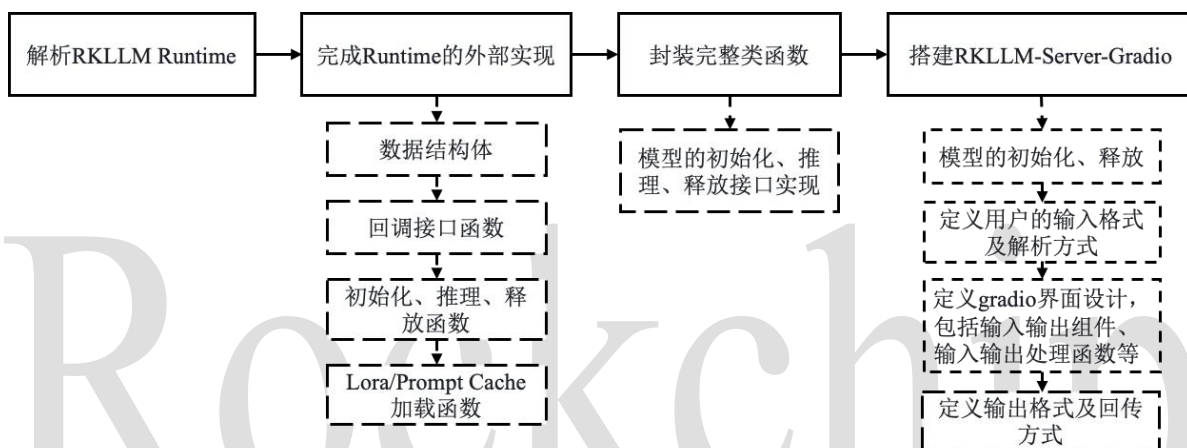 解析RKLLM Runtime
完成Runtime的外部实现
封装完整类函数
搭建RKLLM-Server-Gradio
数据结构体
回调接口函数
初始化、推理、释
放函数
Lora/Prompt Cache
加载函数
模型的初始化、推
理、释放接口实现
模型的初始化、释放
定义用户的输入格式
及解析方式
定义gradio界面设计，
包括输入输出组件、
输入输出处理函数等
定义输出格式及回传
方式
Rockchip